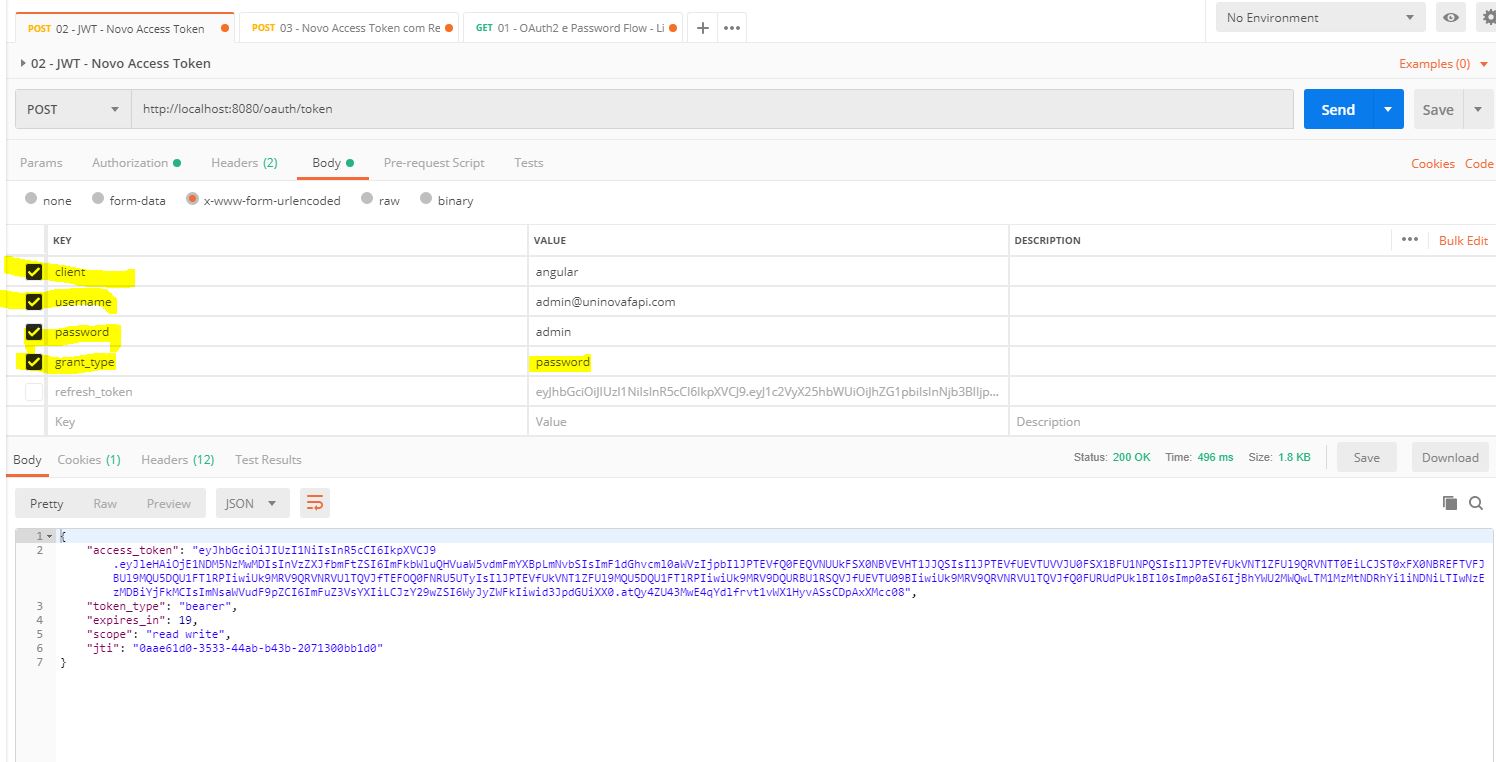 POST 02 - JWT - Novo Access Token
POST 03 - Novo Access Token com Re
GET 01 - OAuth2 e Password Flow - Li
No Environment
02 - JWT - Novo Access Token
Examples (0)
POST
http://localhost:8080/oauth/token
Send
Save
Params
Authorization
Headers (2)
Body
Pre-request Script
Tests
Cookies
Code
none
form-data
x-www-form-urlencoded
raw
binary
KEY
VALUE
DESCRIPTION
Bulk Edit
client
angular
username
admin@uninovafapi.com
password
admin
grant_type
password
refresh_token
Key
Value
Description
Body
Cookies (1)
Headers (12)
Test Results
Status: 200 OK
Time: 496 ms
Size: 1.8 KB
Save
Download
Pretty
Raw
Preview
JSON
1 {
2 "access_token": "eyJhbGciOiJIUzI1NiIsInR5cCI6IkpXVCJ9
3 "token_type": "bearer",
4 "expires_in": 19,
5 "scope": "read write",
6 "jti": "0aae61d0-3533-44ab-b43b-2071300bb1d0"
7 }